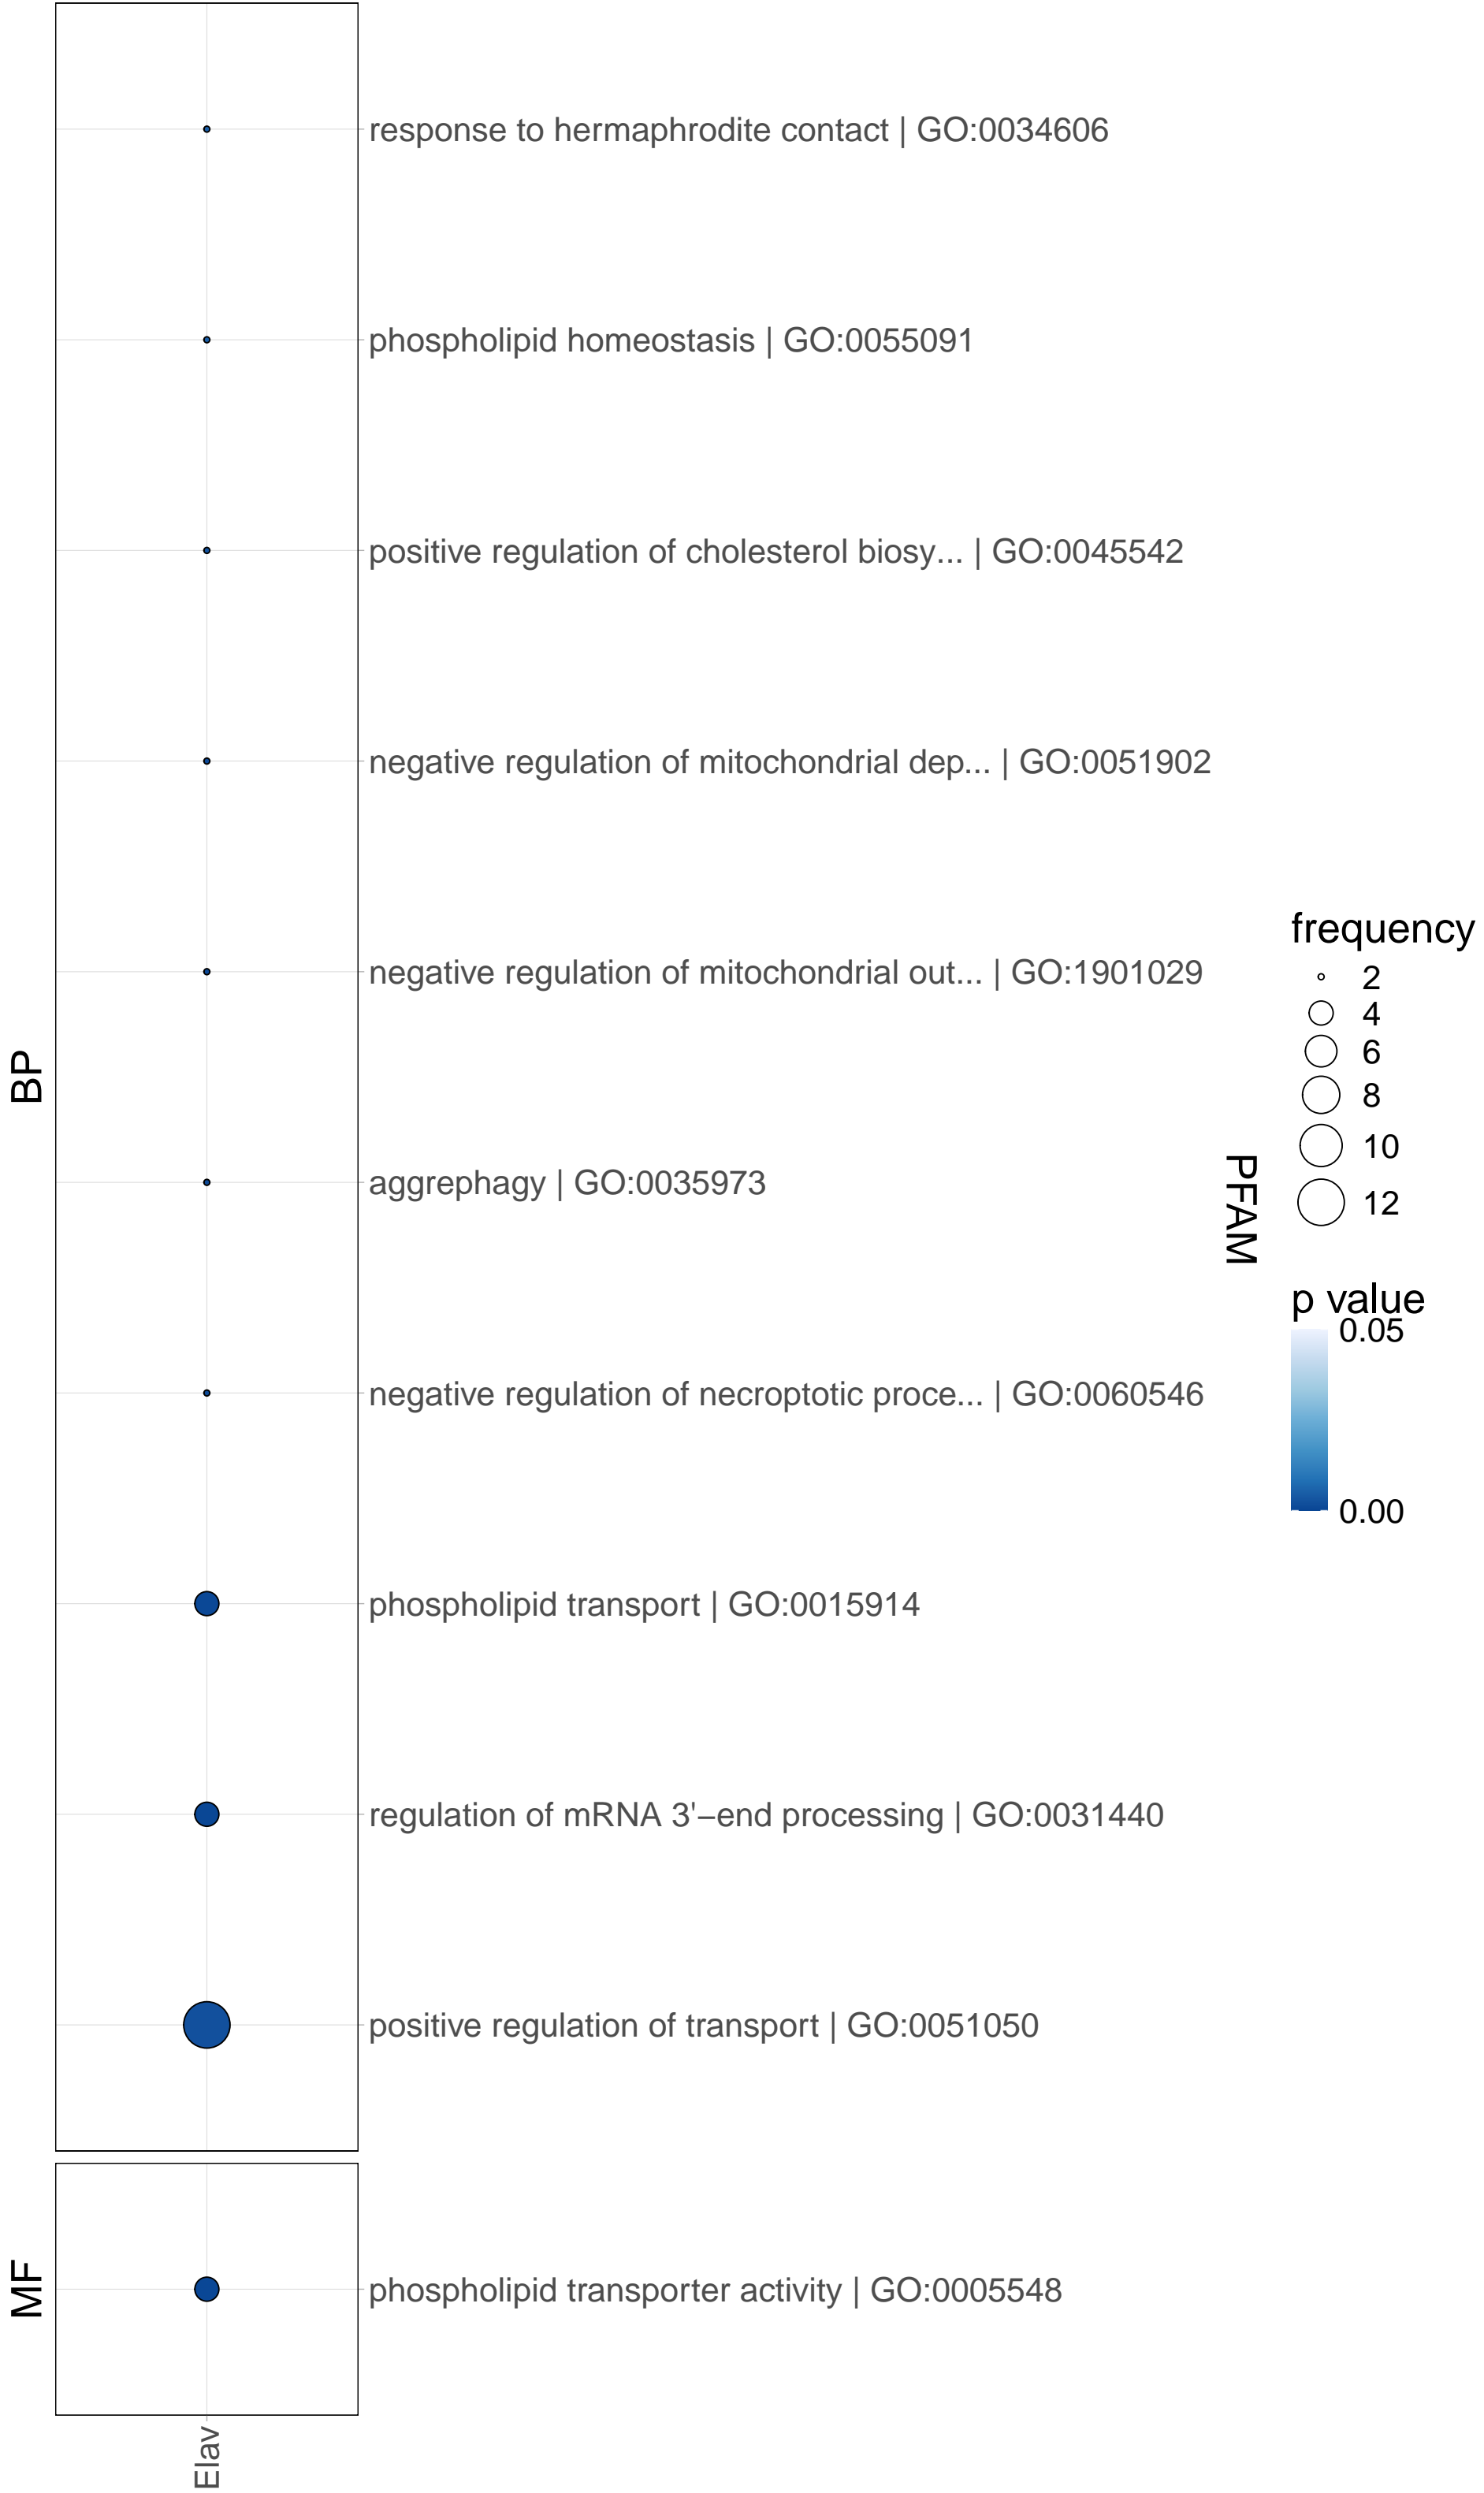 response to hermaphrodite contact | GO:0034606
phospholipid homeostasis | GO:0055091
positive regulation of cholesterol biosy... | GO:0045542
negative regulation of mitochondrial dep... | GO:0051902
negative regulation of mitochondrial out... | GO:1901029
BP
aggrephagy | GO:0035973
negative regulation of necroptotic proce... | GO:0060546
phospholipid transport | GO:0015914
regulation of mRNA 3'−end processing | GO:0031440
positive regulation of transport | GO:0051050
MF
phospholipid transporter activity | GO:0005548
Elav
PFAM
frequency
2
4
6
8
10
12
p value
0.05
0.00